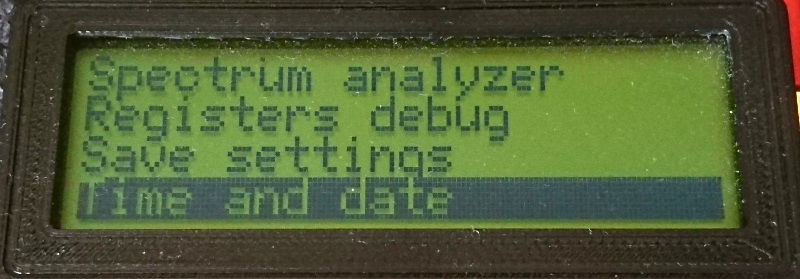 Spectrum analyzer
Registers debug
Save settings
Time and date